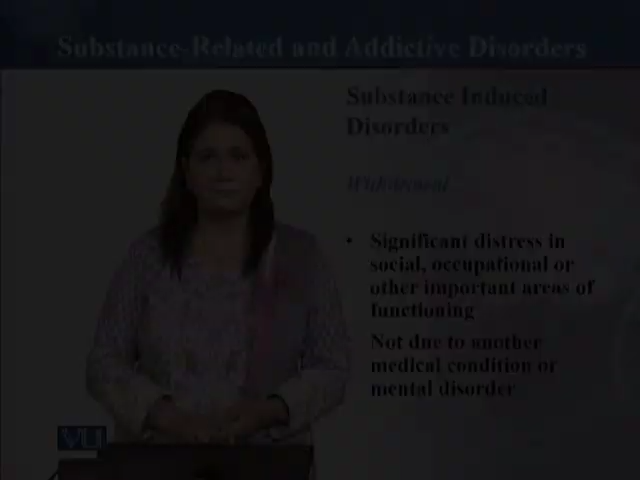 Substance-Related and Addictive Disorders
Substance Induced
Disorders
Withdrawal
• Significant distress in
social, occupational or
other important areas of
functioning
Not due to another
medical condition or
mental disorder
VU